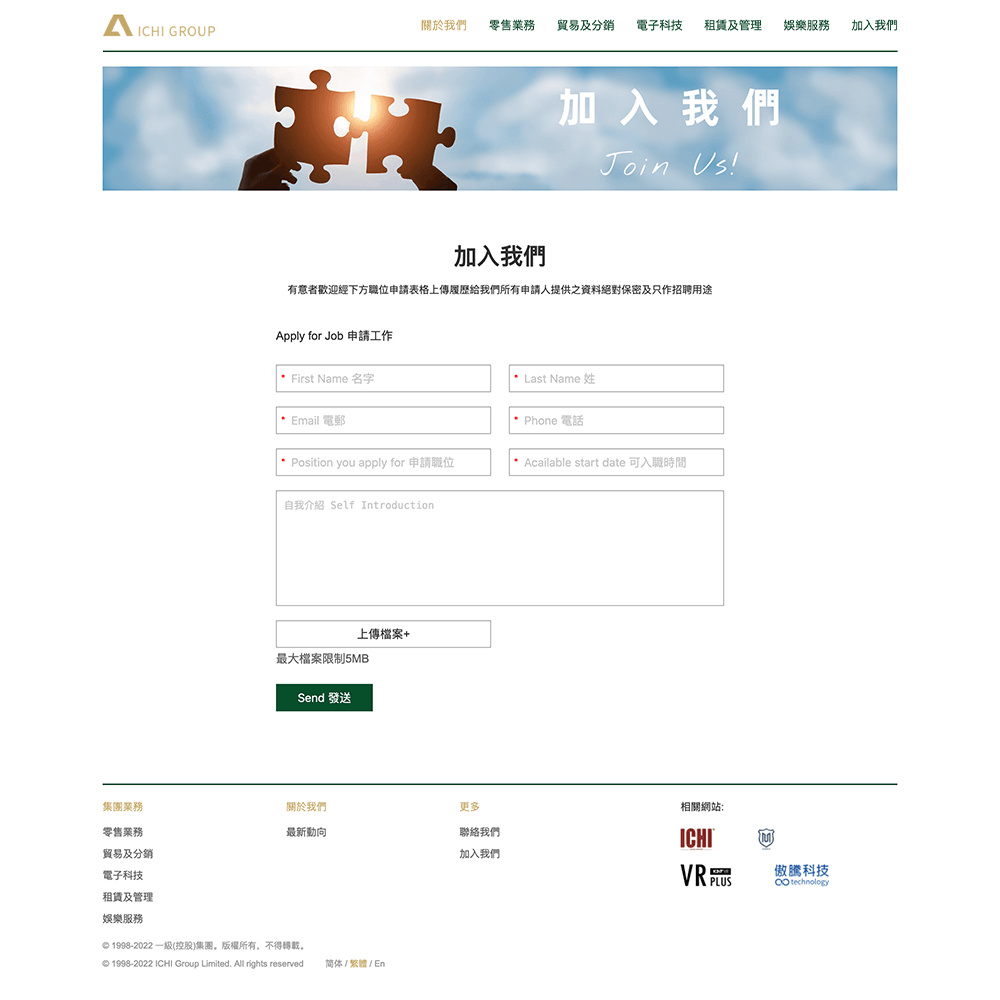 ICHI GROUP
關於我們 零售業務 貿易及分銷 電子科技 租賃及管理 娛樂服務 加入我們
加入我們
Join Us!
加入我們
有意者歡迎經下方職位申請表格上傳履歷給我們所有申請人提供之資料絕對保密及只作招聘用途
Apply for Job 申請工作
* First Name 名字
* Last Name 姓
* Email 電郵
* Phone 電話
* Position you apply for 申請職位
* Acailable start date 可入職時間
自我介紹 Self Introduction
上傳檔案+
最大檔案限制5MB
Send 發送
集團業務
零售業務
貿易及分銷
電子科技
租賃及管理
娛樂服務
關於我們
最新動向
更多
聯絡我們
加入我們
相關網站:
ICHI
VR PLUS
傲騰科技
technology
© 1998-2022 一級(控股)集團。版權所有，不得轉載。
© 1998-2022 ICHI Group Limited. All rights reserved 简体 / 繁體 / En